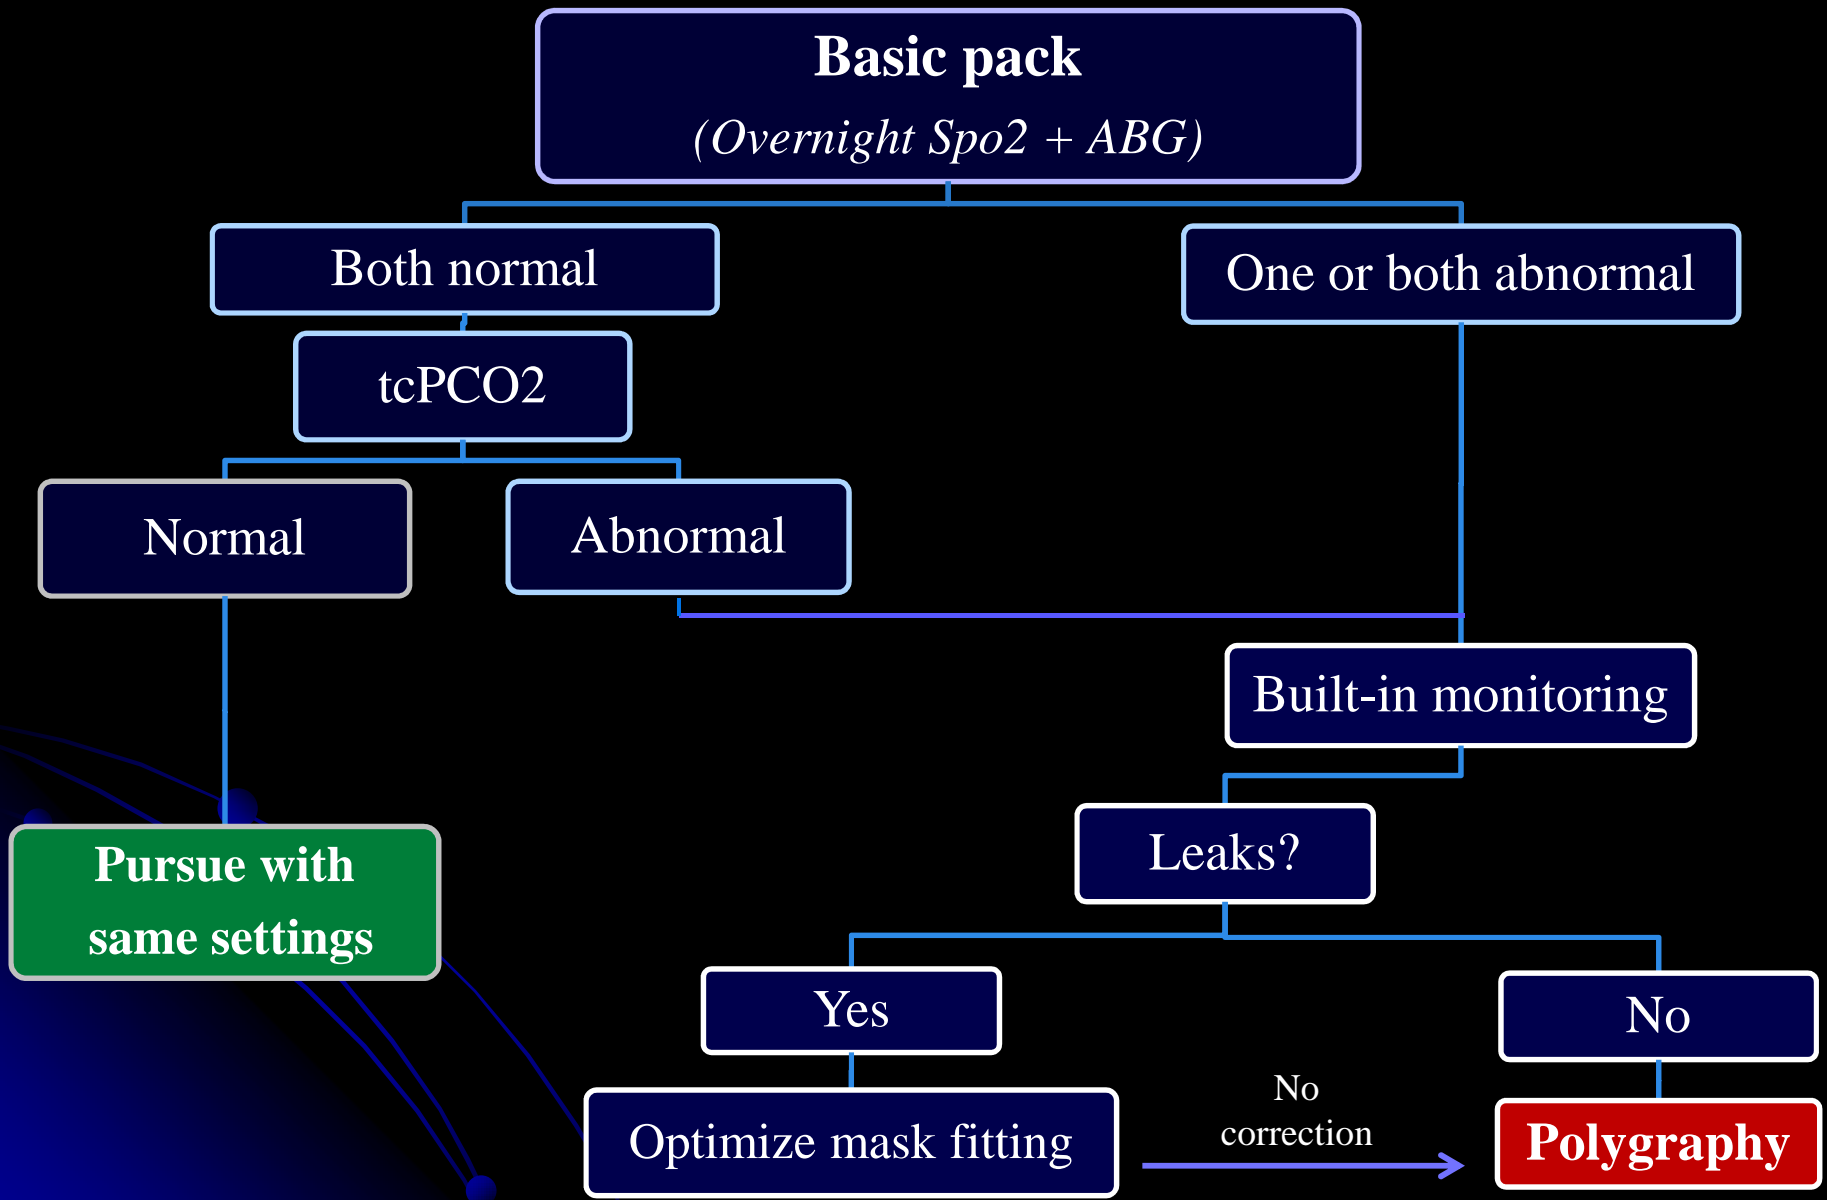 Basic pack
(Overnight Spo2 + ABG)
Both normal
One or both abnormal
tcPCO2
Normal
Abnormal
Built-in monitoring
Leaks?
Pursue with
same settings
Yes
No
Optimize mask fitting
No
correction
Polygraphy